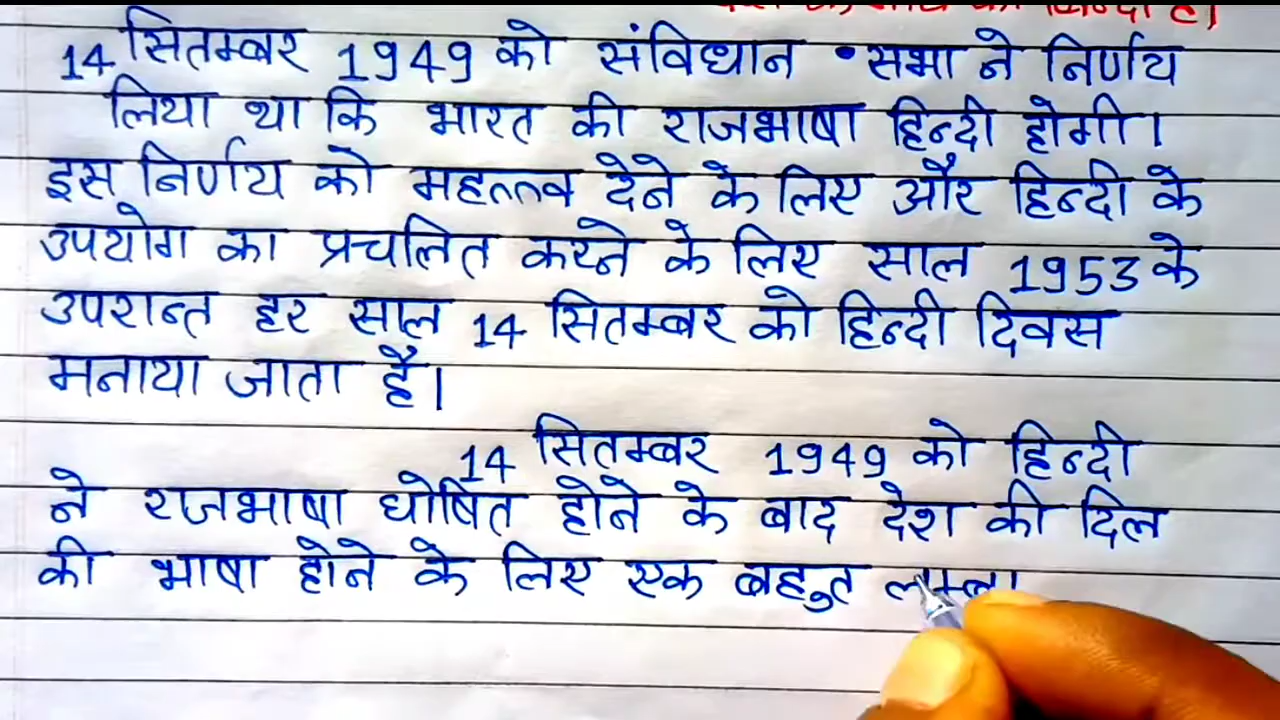 14 सितम्बर 1949 को संविधान सभा ने निर्णय
लिया था कि भारत की राजभाषा हिन्दी होगी।
इस निर्णय को महत्त्व देने के लिए और हिन्दी के
उपयोग का प्रचलित करने के लिए साल 1953 के
उपरान्त हर साल 14 सितम्बर को हिन्दी दिवस
मनाया जाता है।
14 सितम्बर 1949 को हिन्दी
ने राजभाषा घोषित होने के बाद देश की दिल
की भाषा होने के लिए एक बहुत